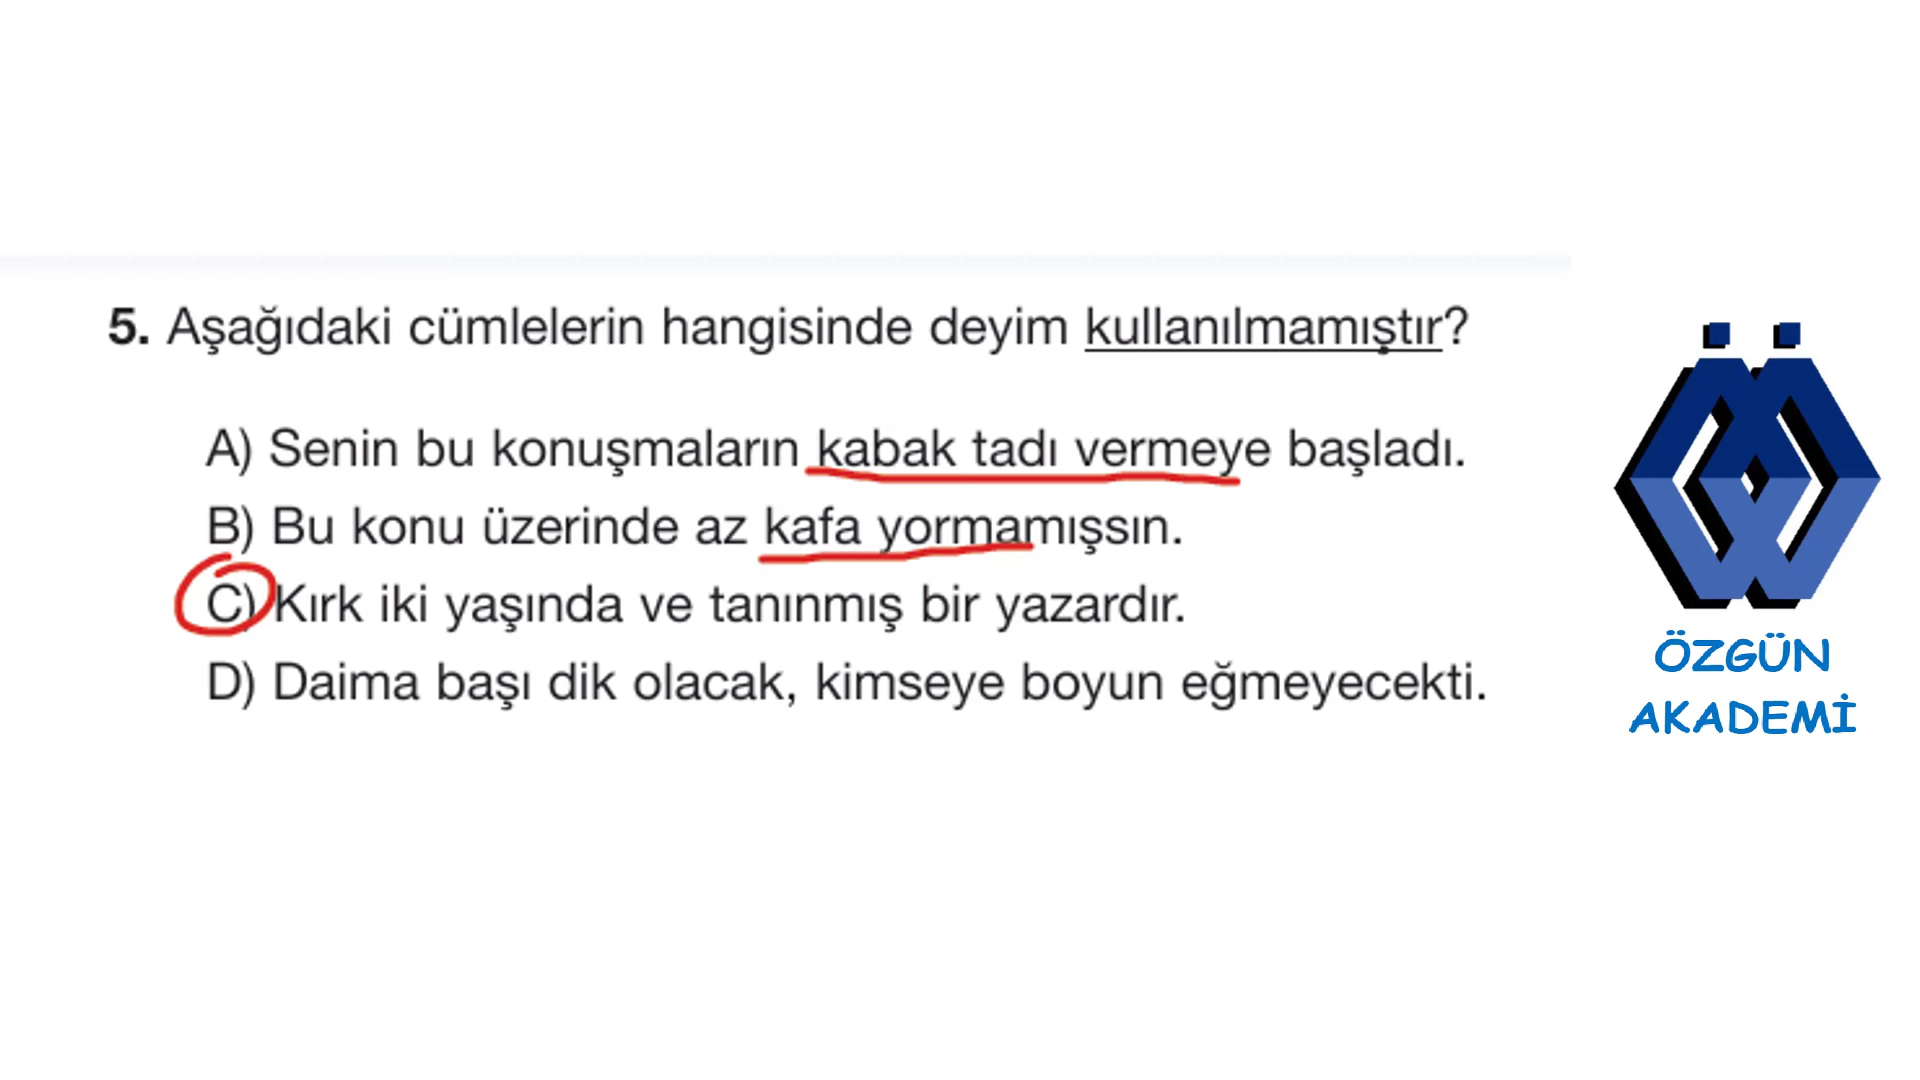 5. Aşağıdaki cümlelerin hangisinde deyim kullanılmamıştır?
A) Senin bu konuşmaların kabak tadı vermeye başladı.
B) Bu konu üzerinde az kafa yormamışsın.
C) Kırk iki yaşında ve tanınmış bir yazardır.
D) Daima başı dik olacak, kimseye boyun eğmeyecekti.
ÖZGÜN
AKADEMİ